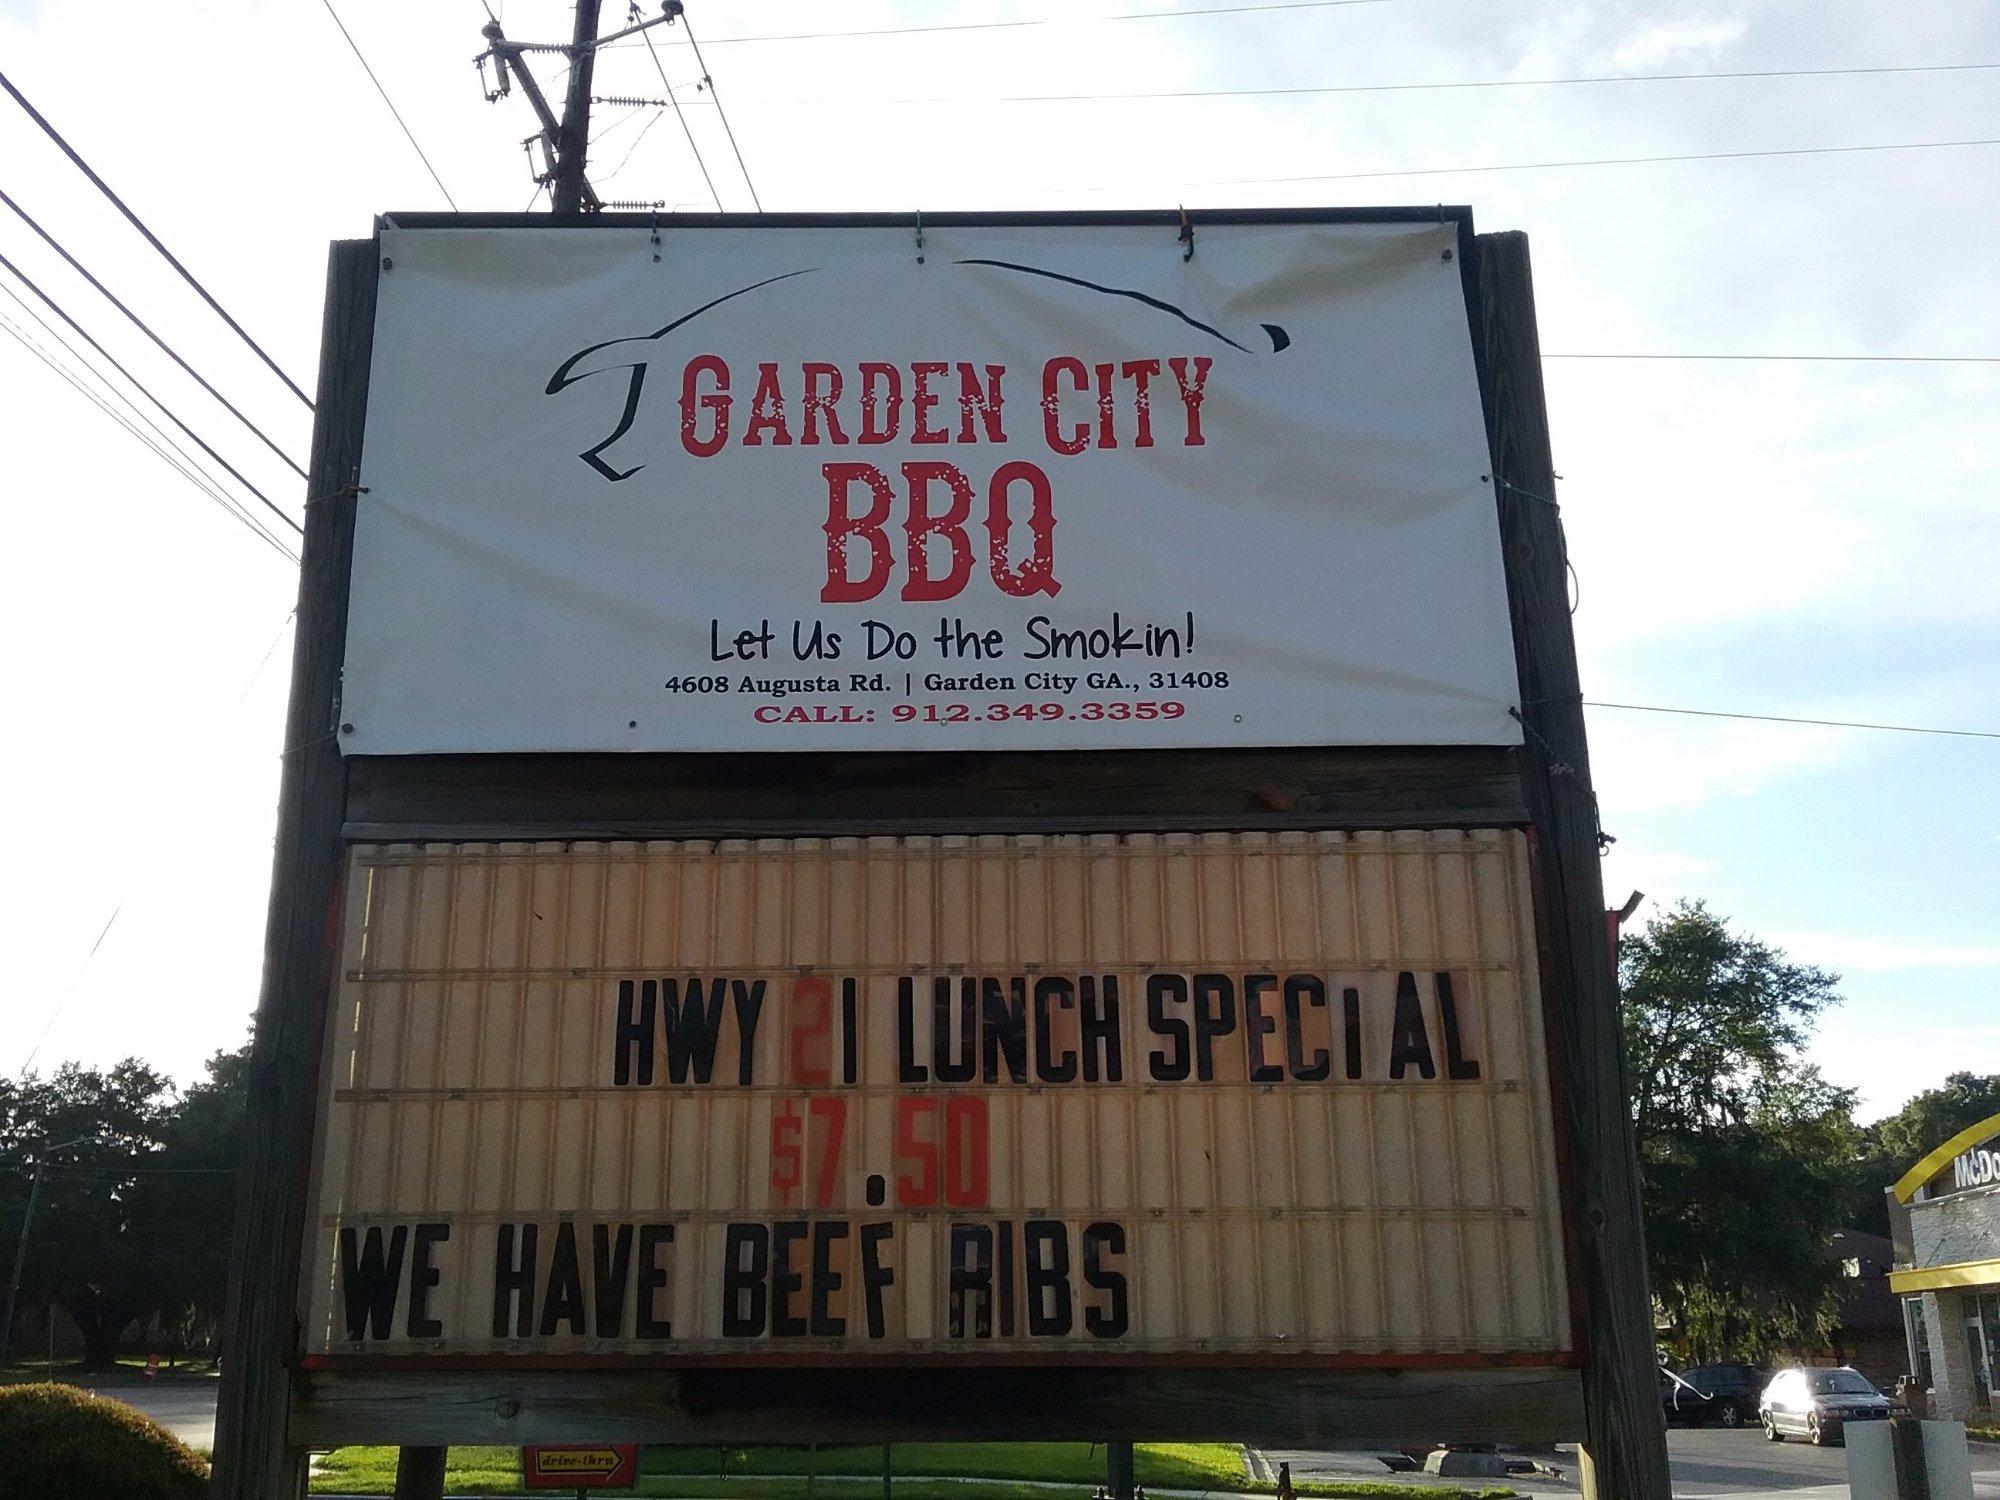 GARDEN CITY
BBQ
Let Us Do the Smokin!
4608 Augusta Rd. | Garden City GA., 31408
CALL: 912.349.3359
HWY 21 LUNCH SPECIAL
$7.50
WE HAVE BEEF RIBS
McDo
drive-thru